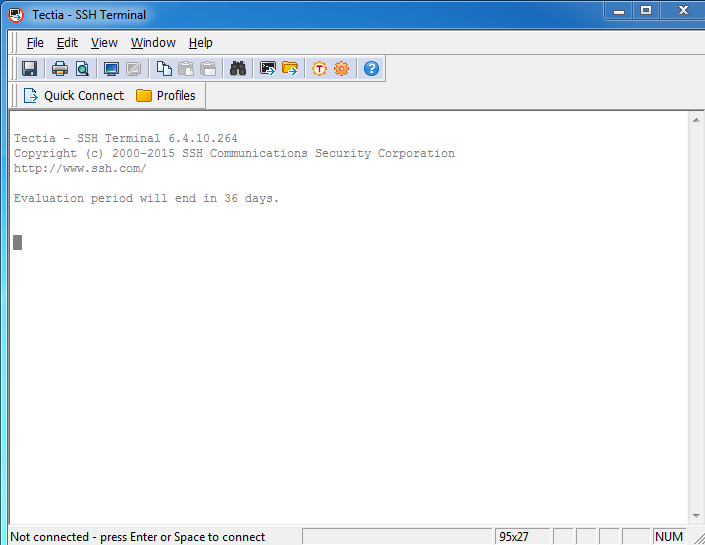 Tectia - SSH Terminal
File Edit View Window Help
Quick Connect Profiles
Tectia - SSH Terminal 6.4.10.264
Copyright (c) 2000-2015 SSH Communications Security Corporation
http://www.ssh.com/
Evaluation period will end in 36 days.
Not connected - press Enter or Space to connect 95x27 NUM